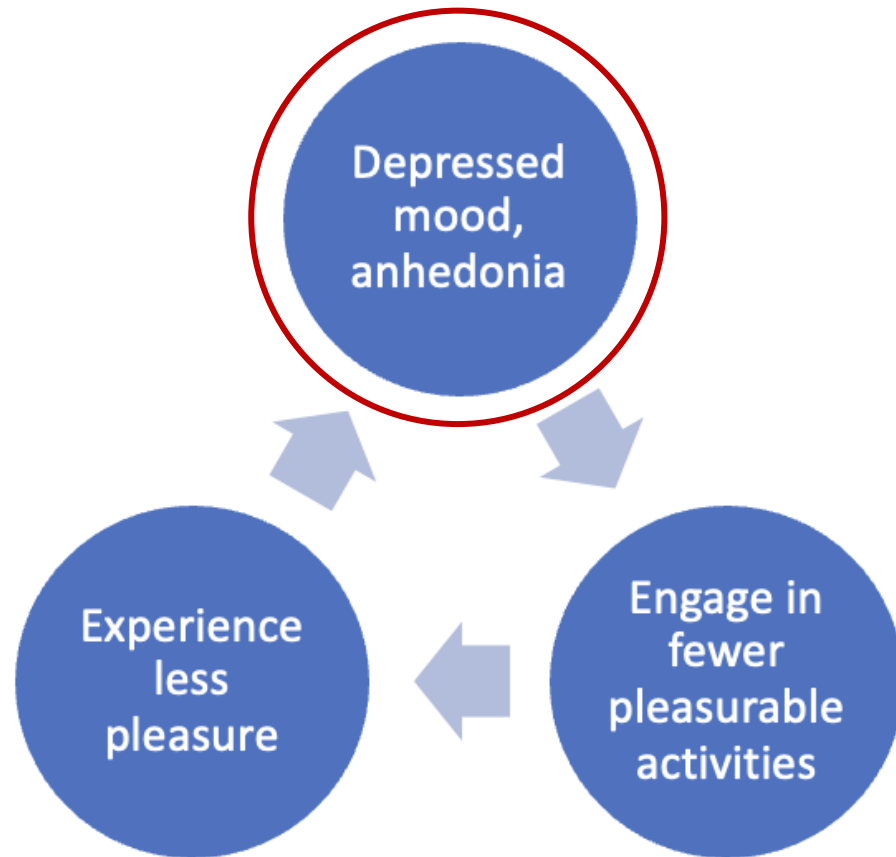 Depressed
mood,
anhedonia
Engage in
fewer
pleasurable
activities
Experience
less
pleasure